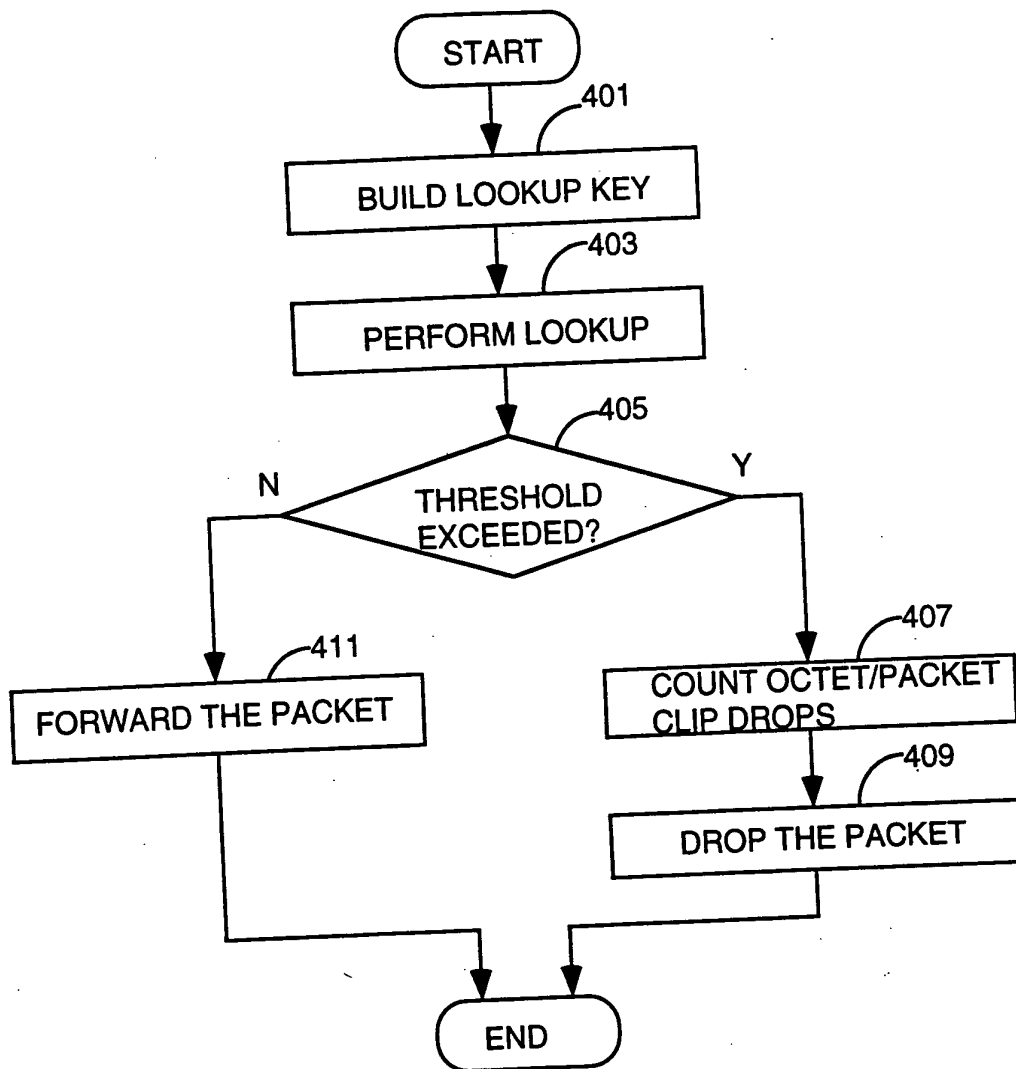 START
401
BUILD LOOKUP KEY
403
PERFORM LOOKUP
405
N
Y
THRESHOLD
EXCEEDED?
411
FORWARD THE PACKET
407
COUNT OCTET/PACKET
CLIP DROPS
409
DROP THE PACKET
END